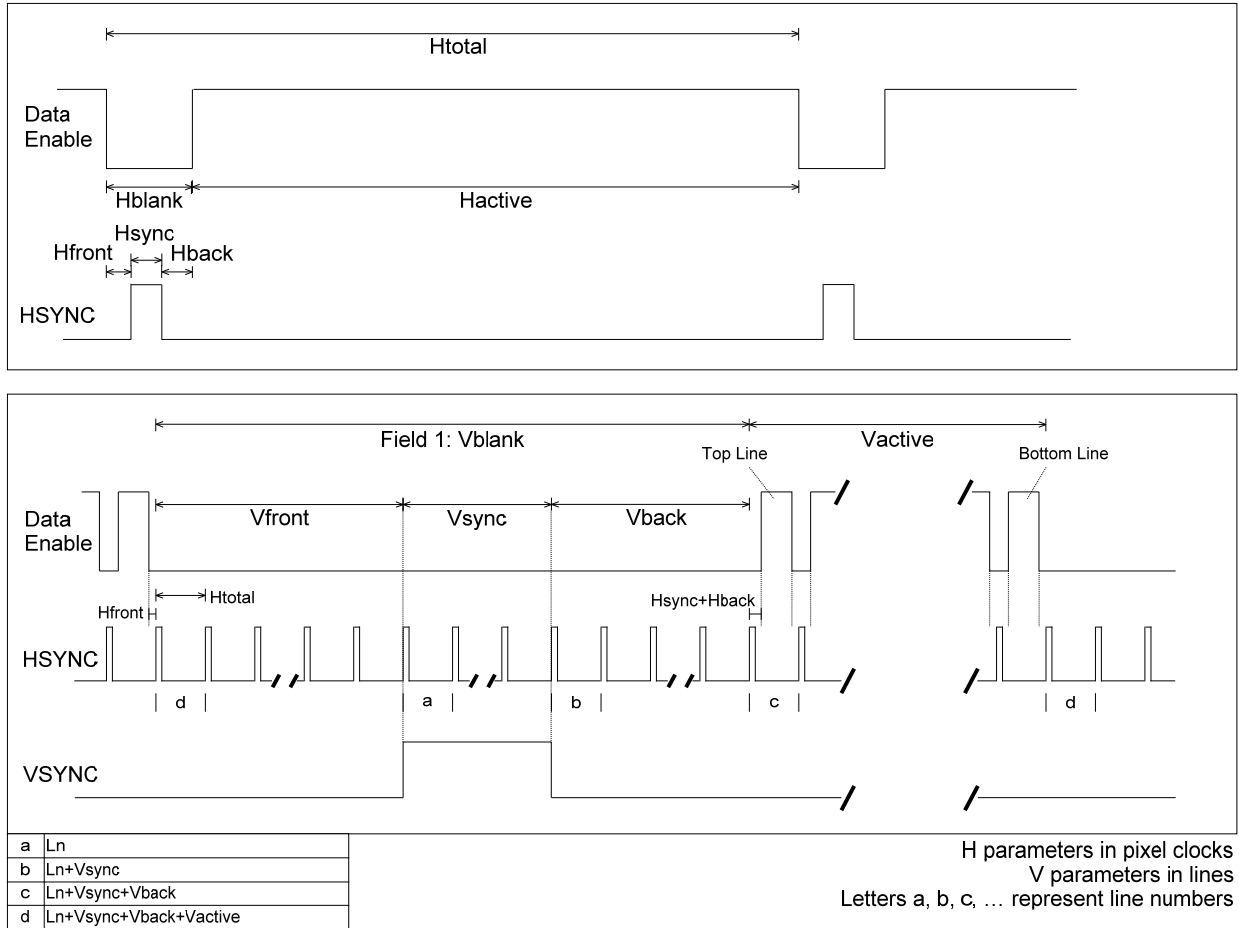 Htotal
Data
Enable
Hblank
Hactive
Hsync
Hfront
Hback
HSYNC
Field 1: Vblank
Vactive
Top Line
Bottom Line
Data
Enable
Vfront
Vsync
Vback
Hfront
Htotal
Hsync+Hback
HSYNC
d
a
b
c
d
VSYNC
a Ln
b Ln+Vsync
c Ln+Vsync+Vback
d Ln+Vsync+Vback+Vactive
H parameters in pixel clocks
V parameters in lines
Letters a, b, c, … represent line numbers